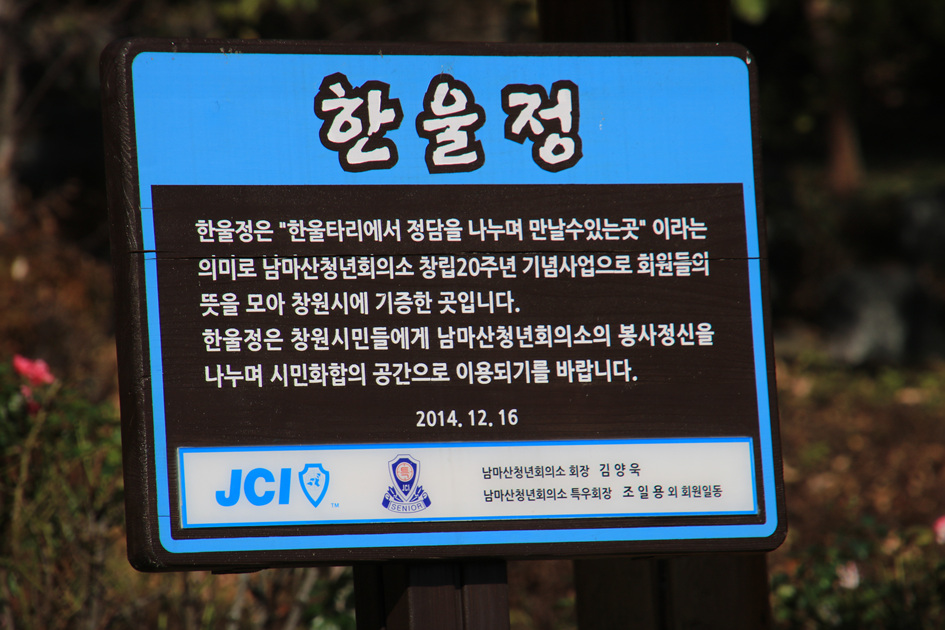 한울정
한울정은 "한울타리에서 정담을 나누며 만날수있는곳" 이라는
의미로 남마산청년회의소 창립20주년 기념사업으로 회원들의
뜻을 모아 창원시에 기증한 곳입니다.
한울정은 창원시민들에게 남마산청년회의소의 봉사정신을
나누며 시민화합의 공간으로 이용되기를 바랍니다.
2014. 12. 16
JCI TM
JCI
SENIOR
남마산청년회의소 회장 김양욱
남마산청년회의소 특우회장 조일용 외 회원일동